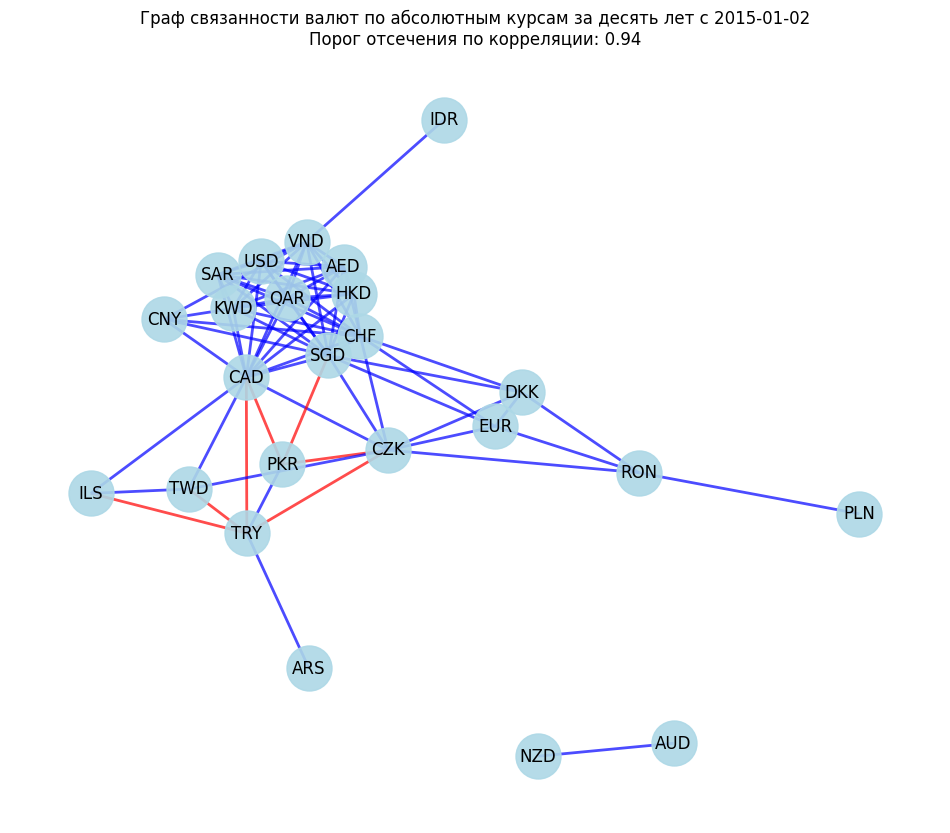 Граф связанности валют по абсолютным курсам за десять лет с 2015-01-02
Порог отсечения по корреляции: 0.94
IDR
VND
USD
AED
SAR
QAR
HKD
KWD
CNY
CHF
SGD
CAD
DKK
EUR
CZK
PKR
RON
TWD
ILS
PLN
TRY
ARS
AUD
NZD